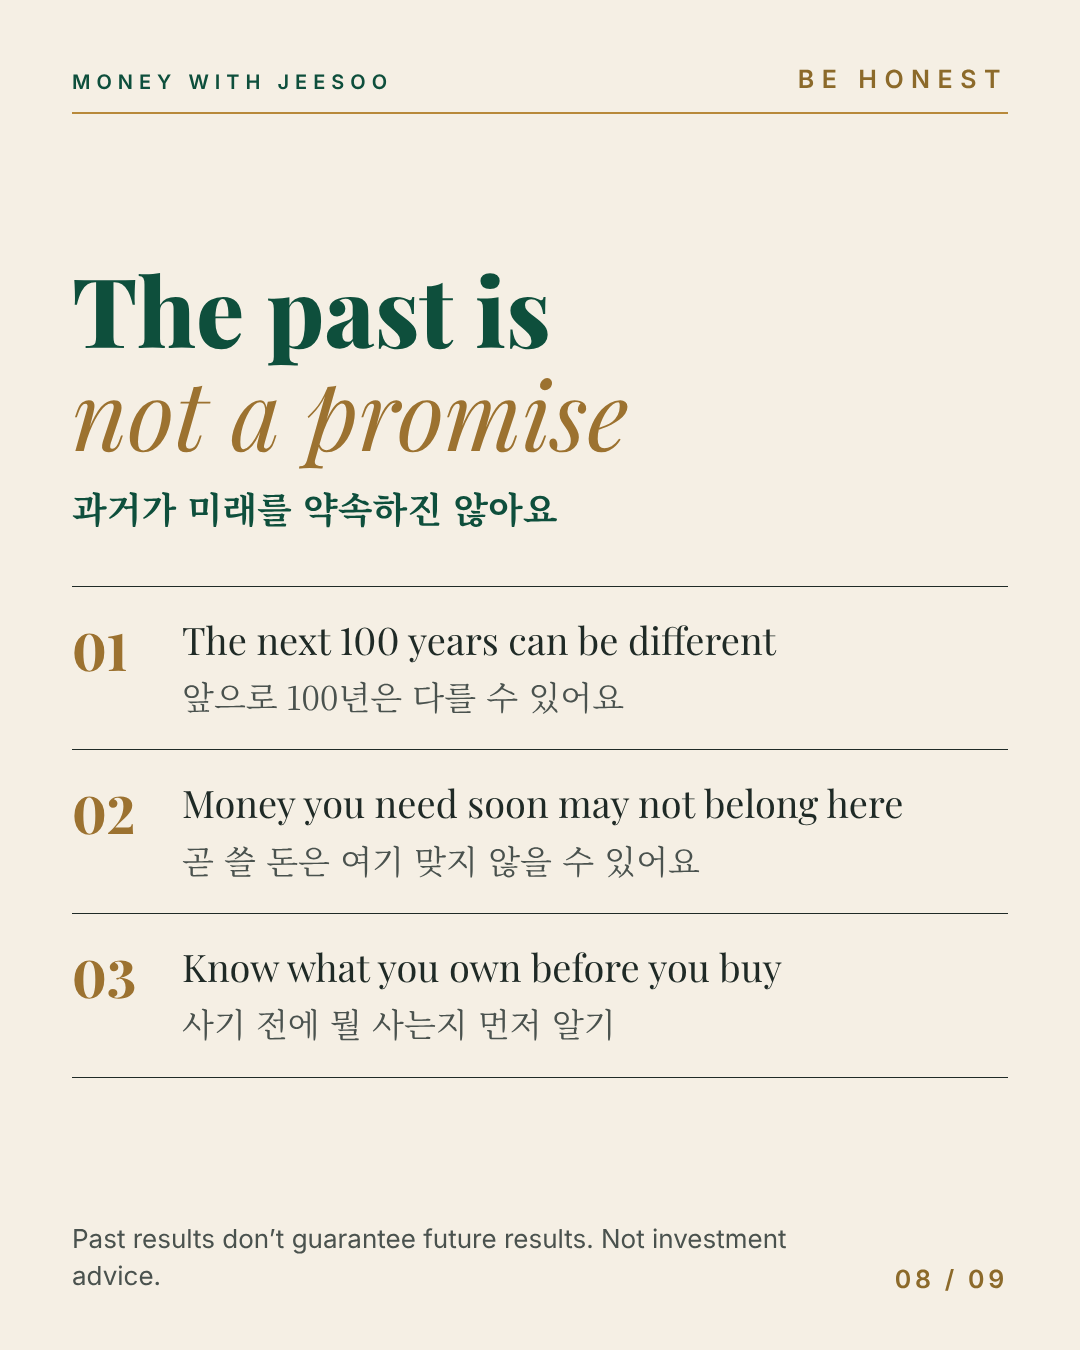 MONEY WITH JEESOO
BE HONEST
The past is
not a promise
과거가 미래를 약속하진 않아요
01
The next 100 years can be different
앞으로 100년은 다를 수 있어요
02
Money you need soon may not belong here
곧 쓸 돈은 여기 맞지 않을 수 있어요
03
Know what you own before you buy
사기 전에 뭘 사는지 먼저 알기
Past results don’t guarantee future results. Not investment
advice.
08 / 09